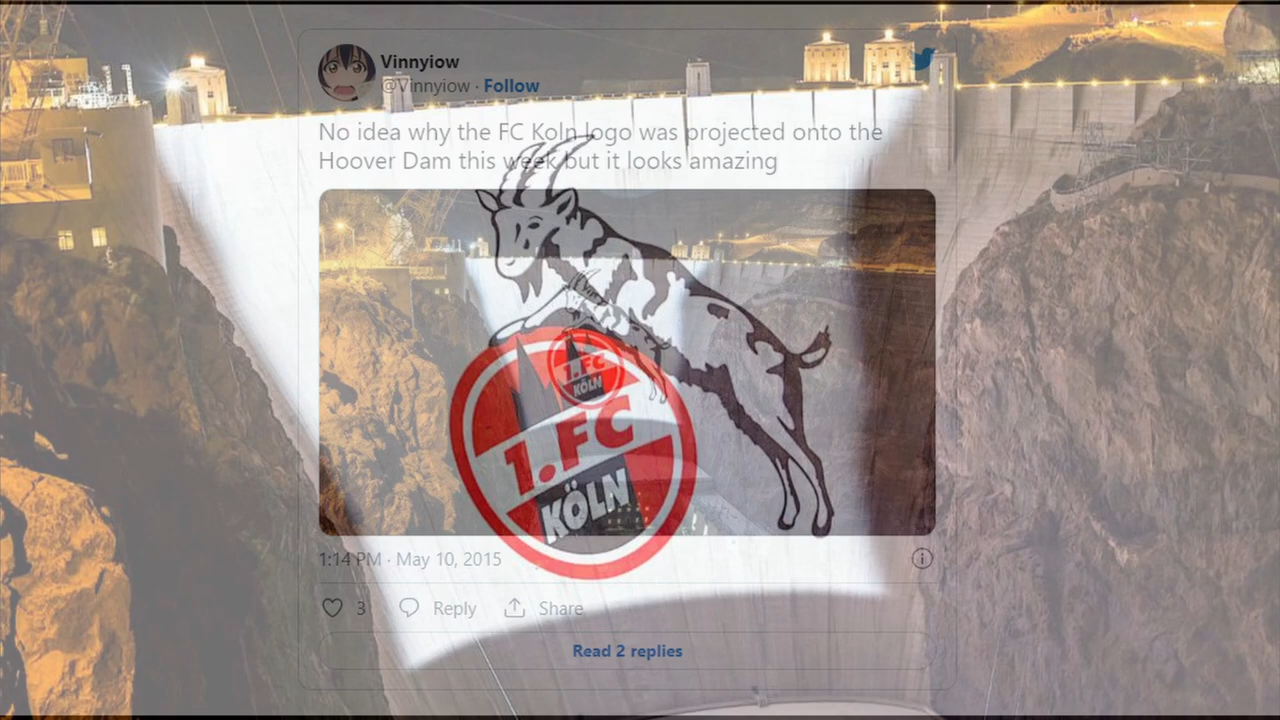 Vinnyiow
@Vinnyiow · Follow
No idea why the FC Koln logo was projected onto the
Hoover Dam this week but it looks amazing
1.FC
KÖLN
1.FC
KÖLN
1:14 PM · May 10, 2015
3 Reply Share
Read 2 replies